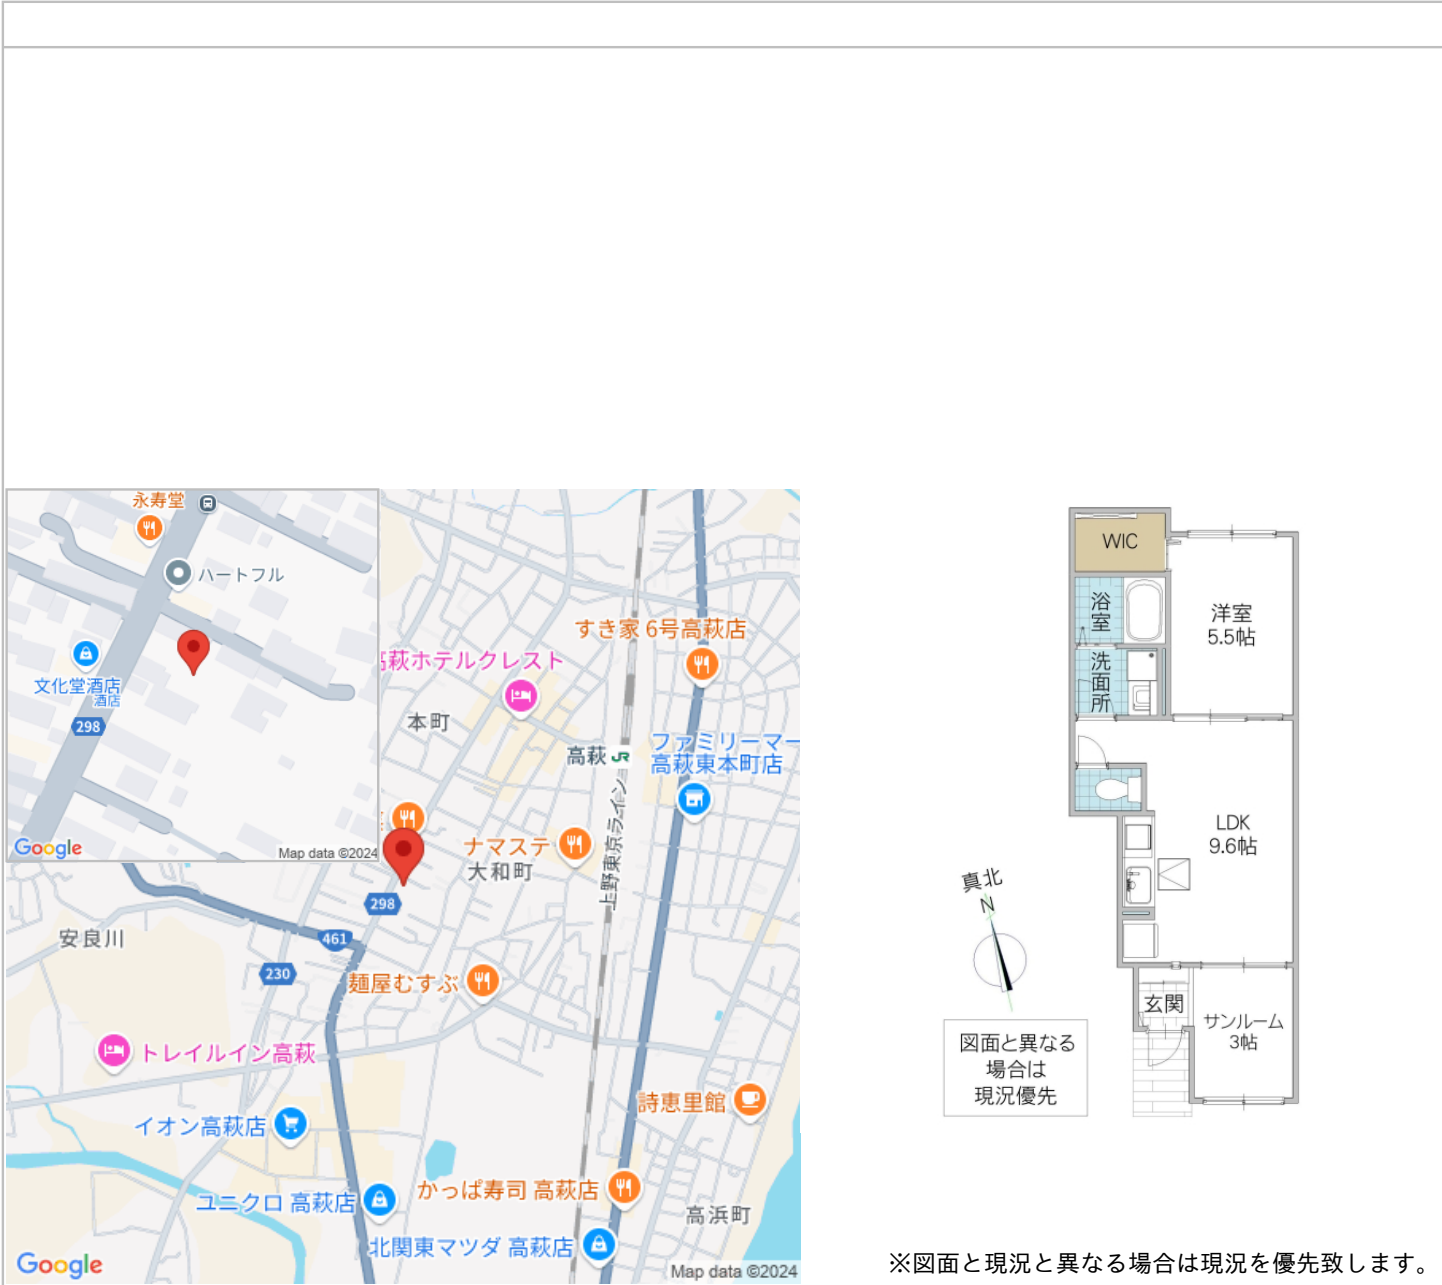 永寿堂
ハートフル
文化堂酒店
酒店
298
Google
Map data ©2024
すき家 6号高萩店
高萩ホテルクレスト
本町
高萩
ファミリーマー
高萩東本町店
上野東京ライン
ナマステ
大和町
298
461
安良川
230
麺屋むすぶ
トレイルイン高萩
イオン高萩店
詩恵里館
ユニクロ 高萩店
かっぱ寿司 高萩店
高浜町
北関東マツダ 高萩店
Google
Map data ©2024
WIC
浴室
洋室
5.5帖
洗面所
LDK
9.6帖
真北
N
玄関
サンルーム
3帖
図面と異なる
場合は
現況優先
※図面と現況と異なる場合は現況を優先致します。